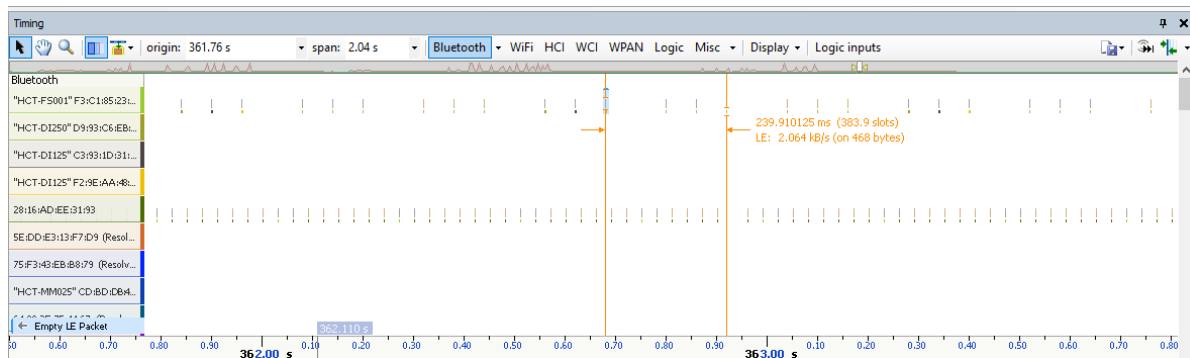 Timing
origin: 361.76 s span: 2.04 s Bluetooth WiFi HCI WCI WPAN Logic Misc Display Logic inputs
Bluetooth
"HCT-FS001" F3:C1:85:23:...
"HCT-DI250" D9:93:C6:EB:...
"HCT-DI125" C3:93:1D:31:...
"HCT-DI125" F2:9E:AA:48:...
28:16:AD:EE:31:93
5E:DD:E3:13:F7:D9 (Resol...
75:F3:43:EB:B8:79 (Resolv...
"HCT-MM025" CD:BD:DB:4...
239.910125 ms (383.9 slots)
LE: 2.064 kB/s (on 468 bytes)
← Empty LE Packet
362.110 s
0.60 0.70 0.80 0.90 0.10 0.20 0.30 0.40 0.50 0.60 0.70 0.80 0.90 0.10 0.20 0.30 0.40 0.50 0.60 0.70 0.80
362.00 s 363.00 s